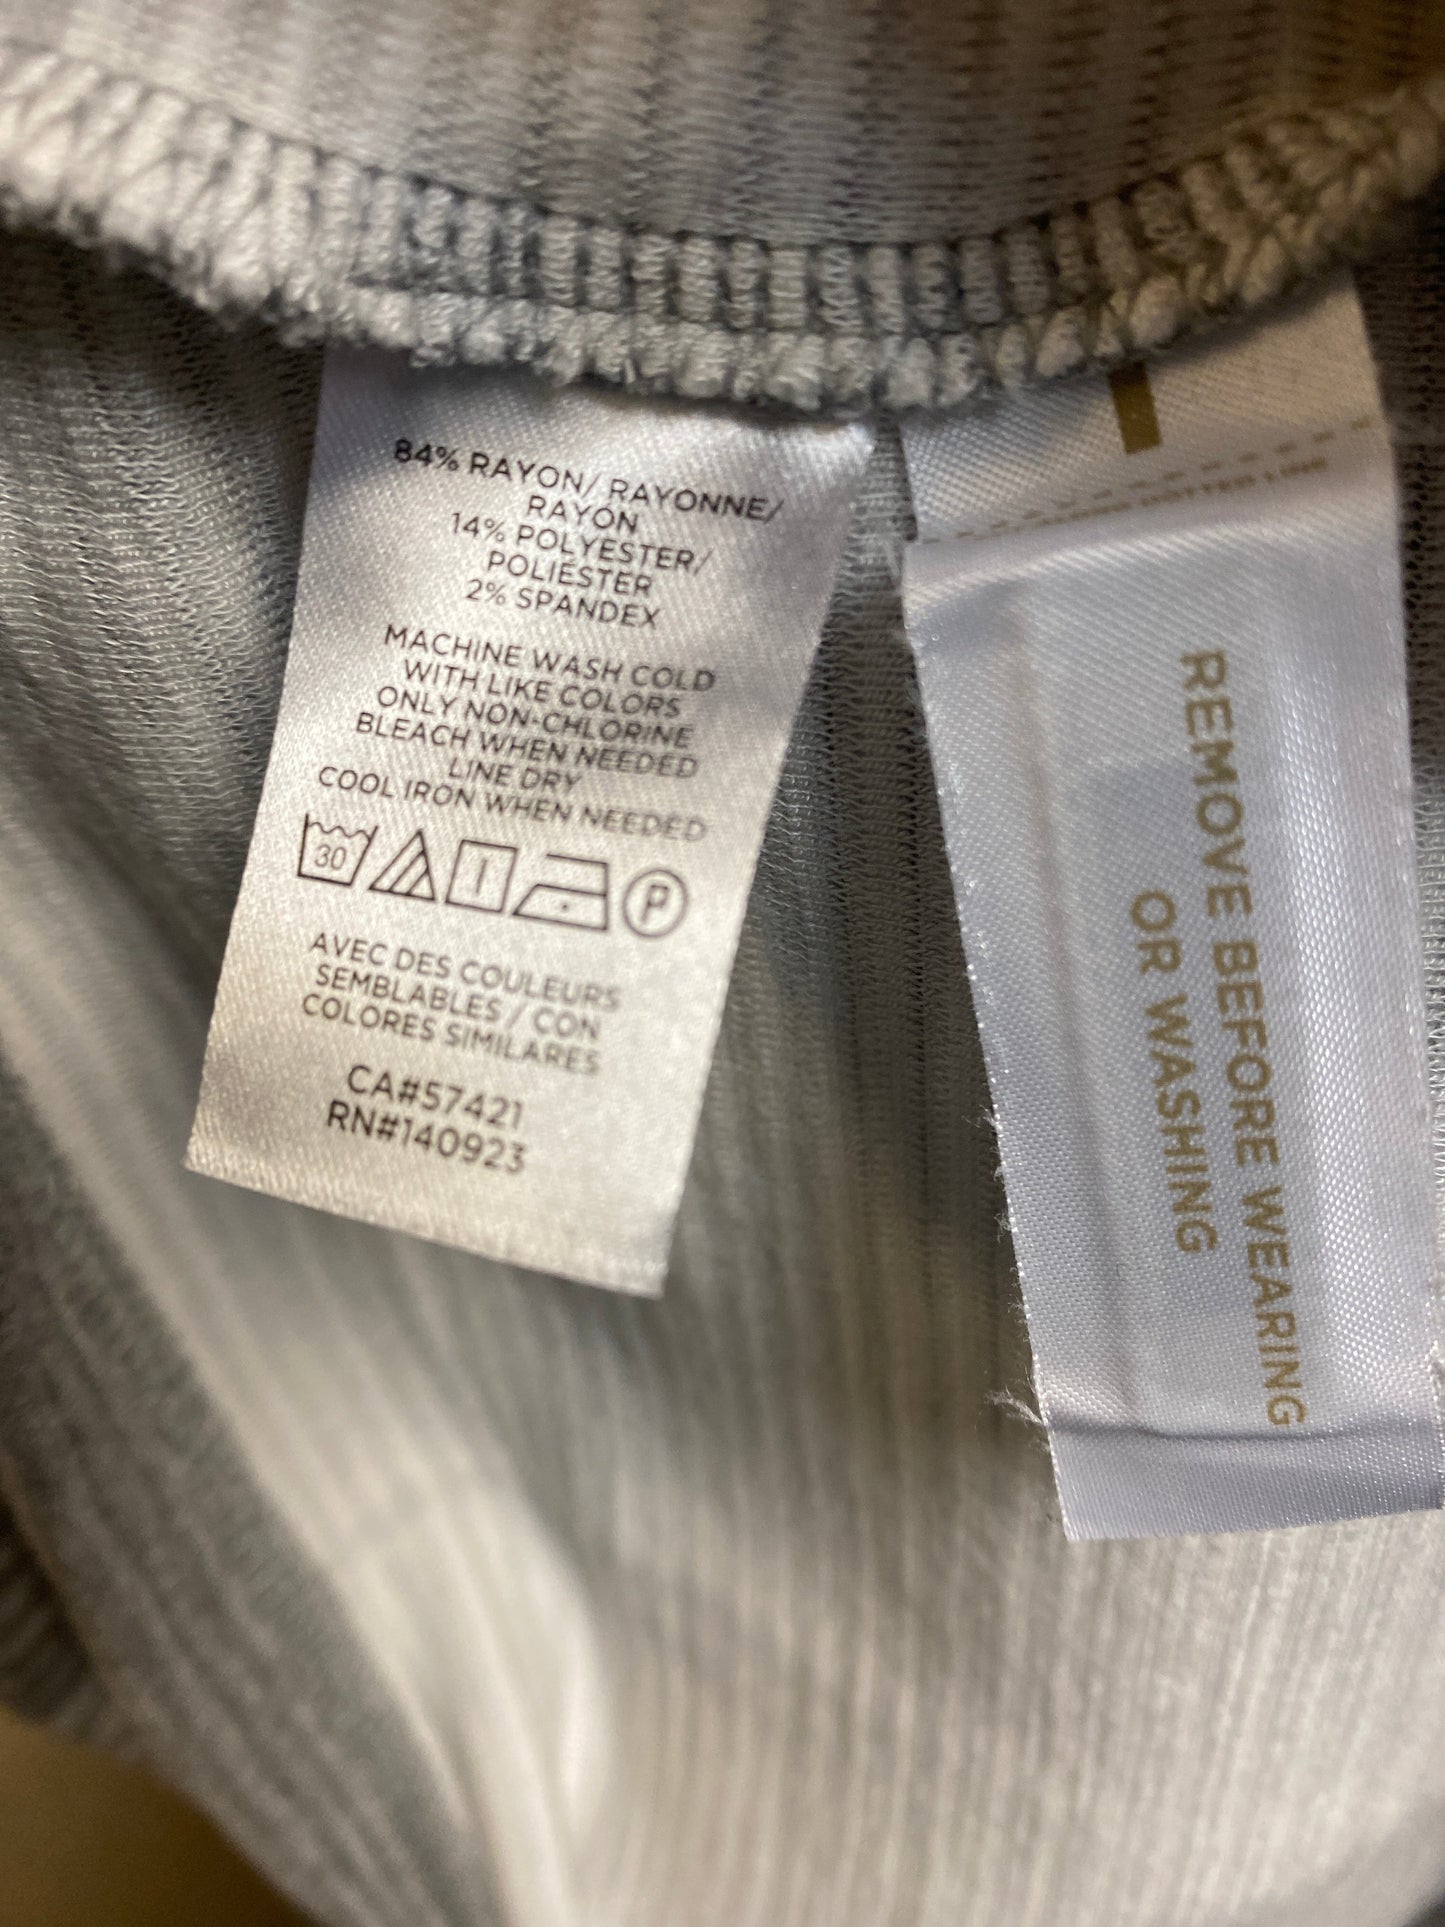 84% RAYON/ RAYONNE/
RAYON
14% POLYESTER/
POLIÉSTER
2% SPANDEX
MACHINE WASH COLD
WITH LIKE COLORS
ONLY NON-CHLORINE
BLEACH WHEN NEEDED
LINE DRY
COOL IRON WHEN NEEDED
30 P
AVEC DES COULEURS
SEMBLABLES / CON
COLORES SIMILARES
CA#57421
RN#140923
REMOVE BEFORE WEARING
OR WASHING